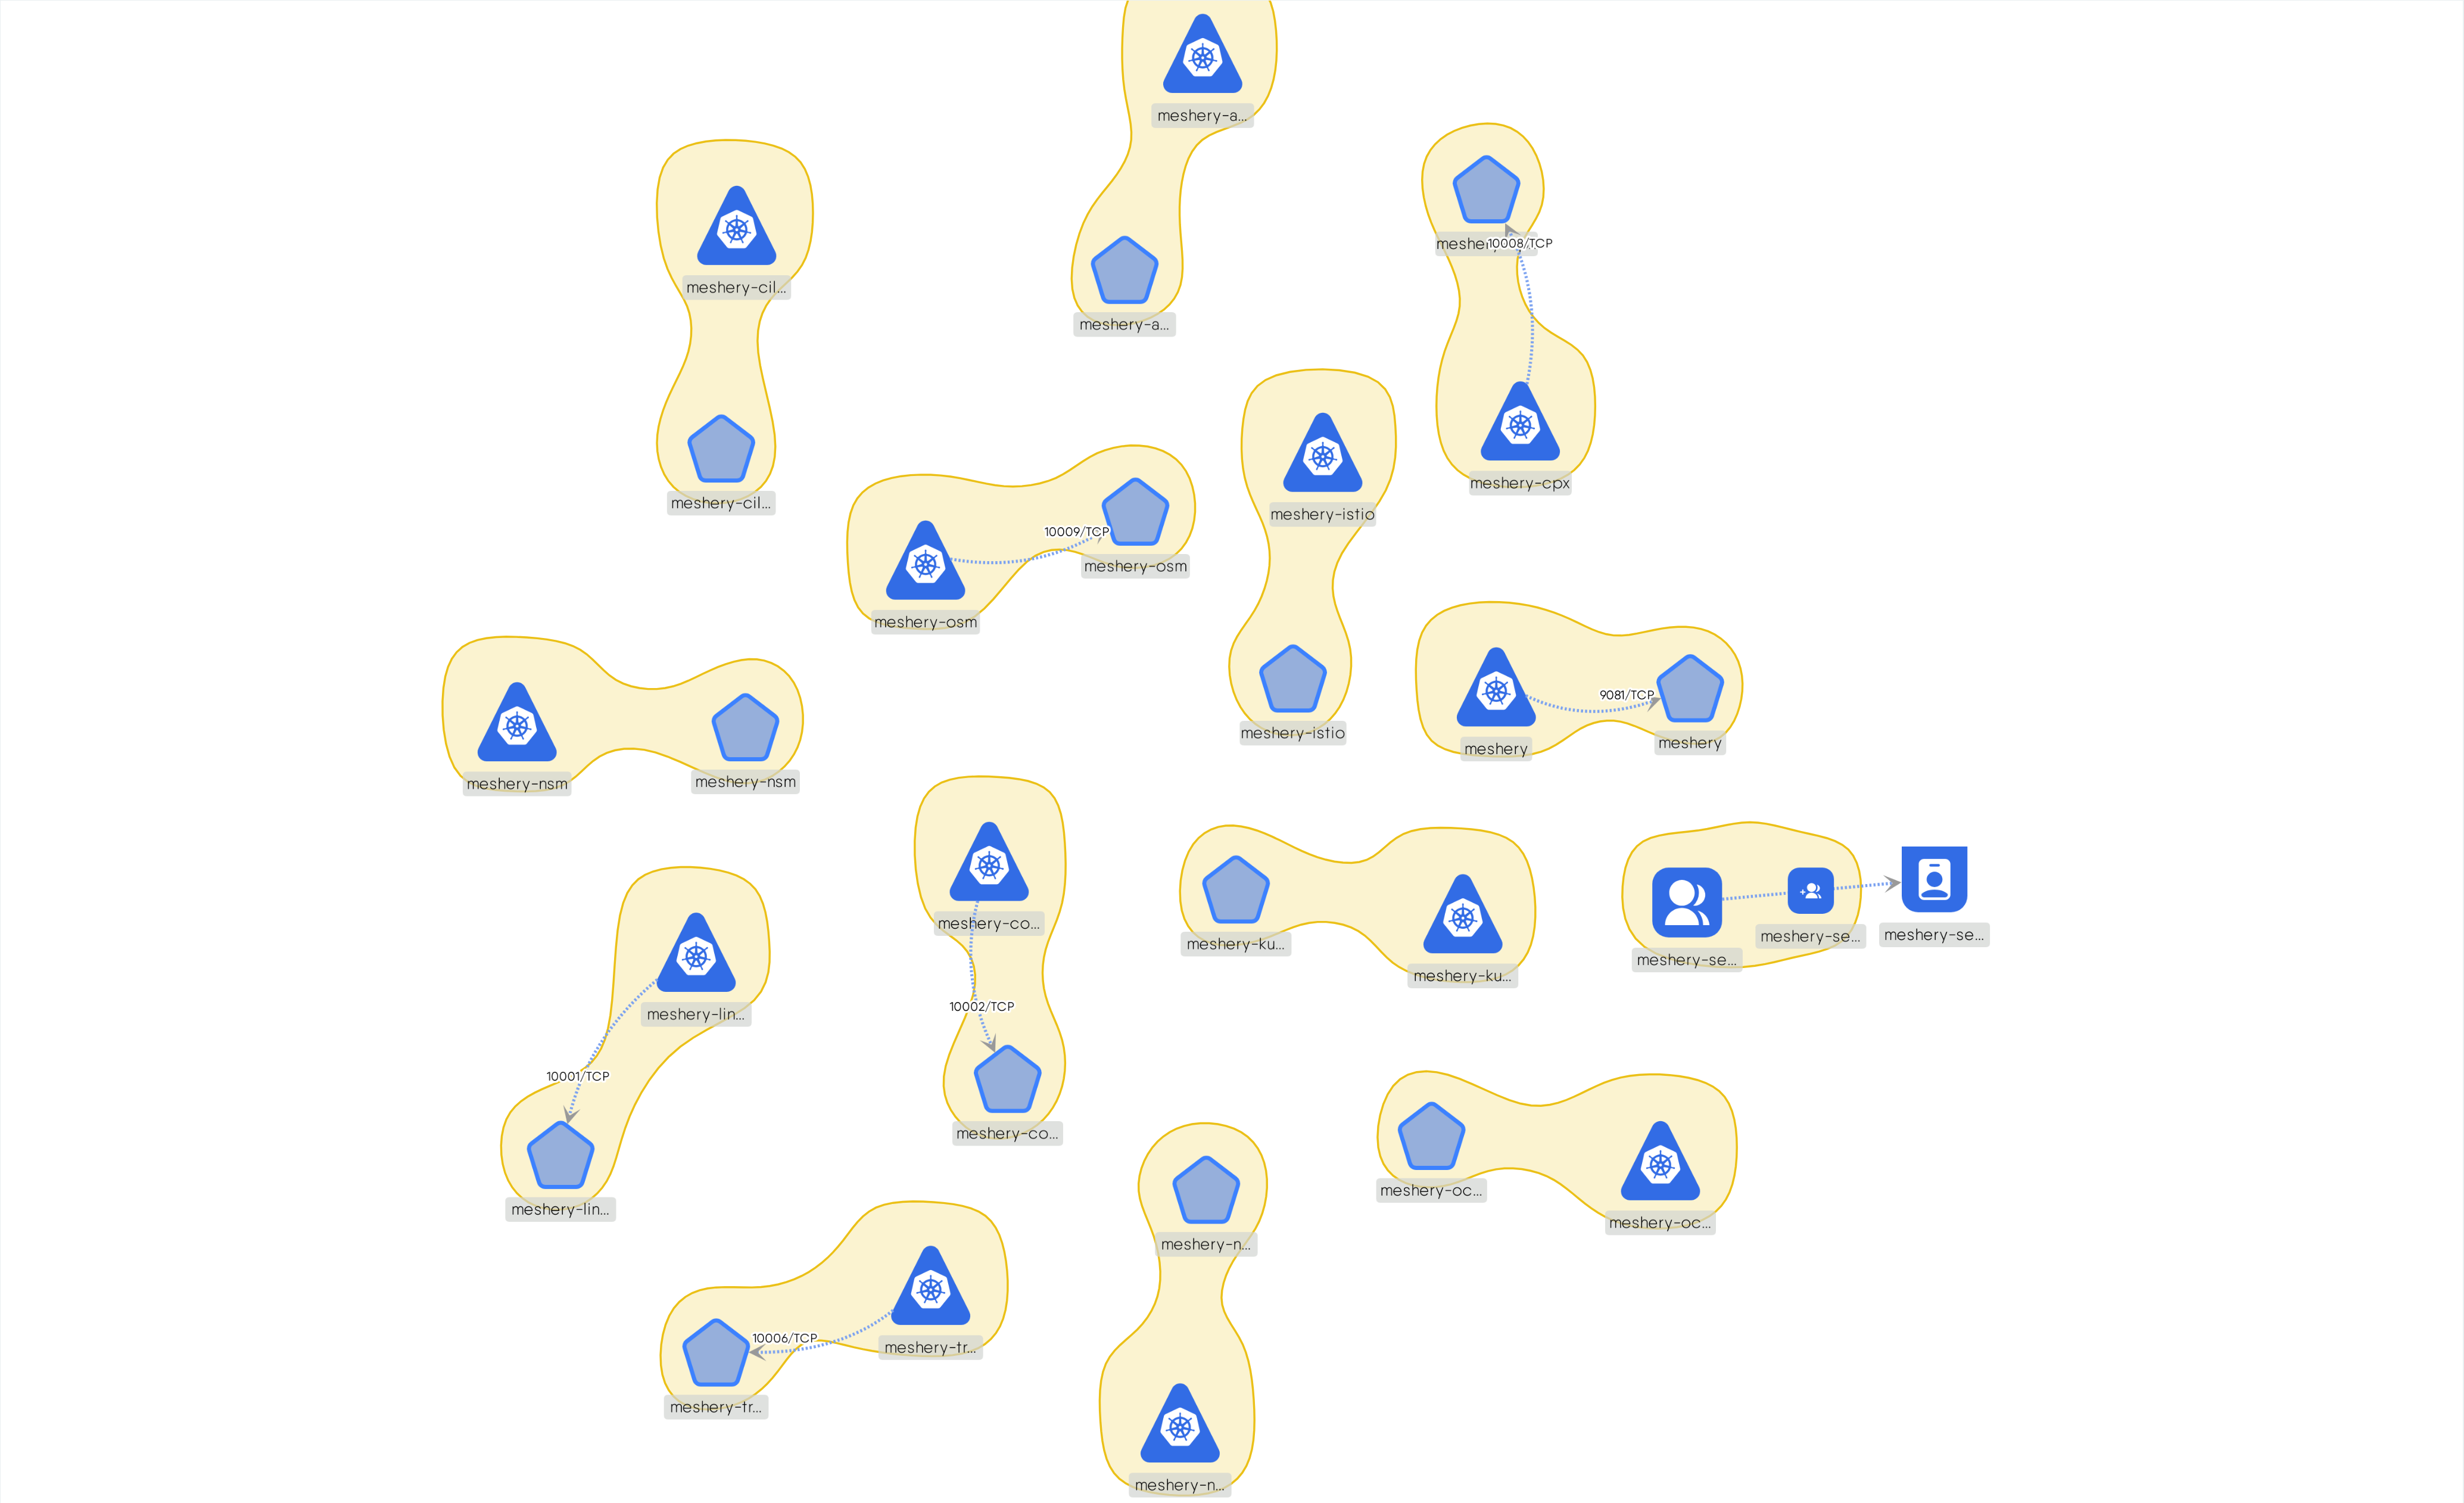 meshery-a...
meshery-a...
meshery-cil...
meshery-cil...
10008/TCP
meshery-cpx
meshery-osm
10009/TCP
meshery-osm
meshery-istio
meshery-istio
meshery
9081/TCP
meshery
meshery-nsm
meshery-nsm
meshery-co...
10002/TCP
meshery-co...
meshery-ku...
meshery-ku...
meshery-se...
meshery-se...
meshery-se...
meshery-lin...
10001/TCP
meshery-lin...
meshery-oc...
meshery-oc...
meshery-n...
meshery-n...
meshery-tr...
10006/TCP
meshery-tr...